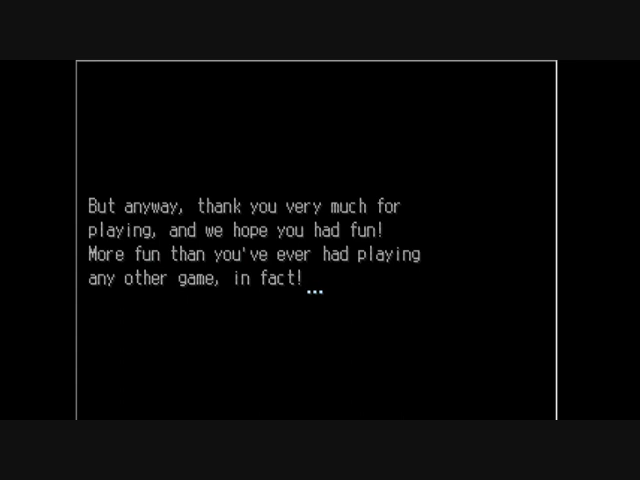 But anyway, thank you very much for
playing, and we hope you had fun!
More fun than you've ever had playing
any other game, in fact!...